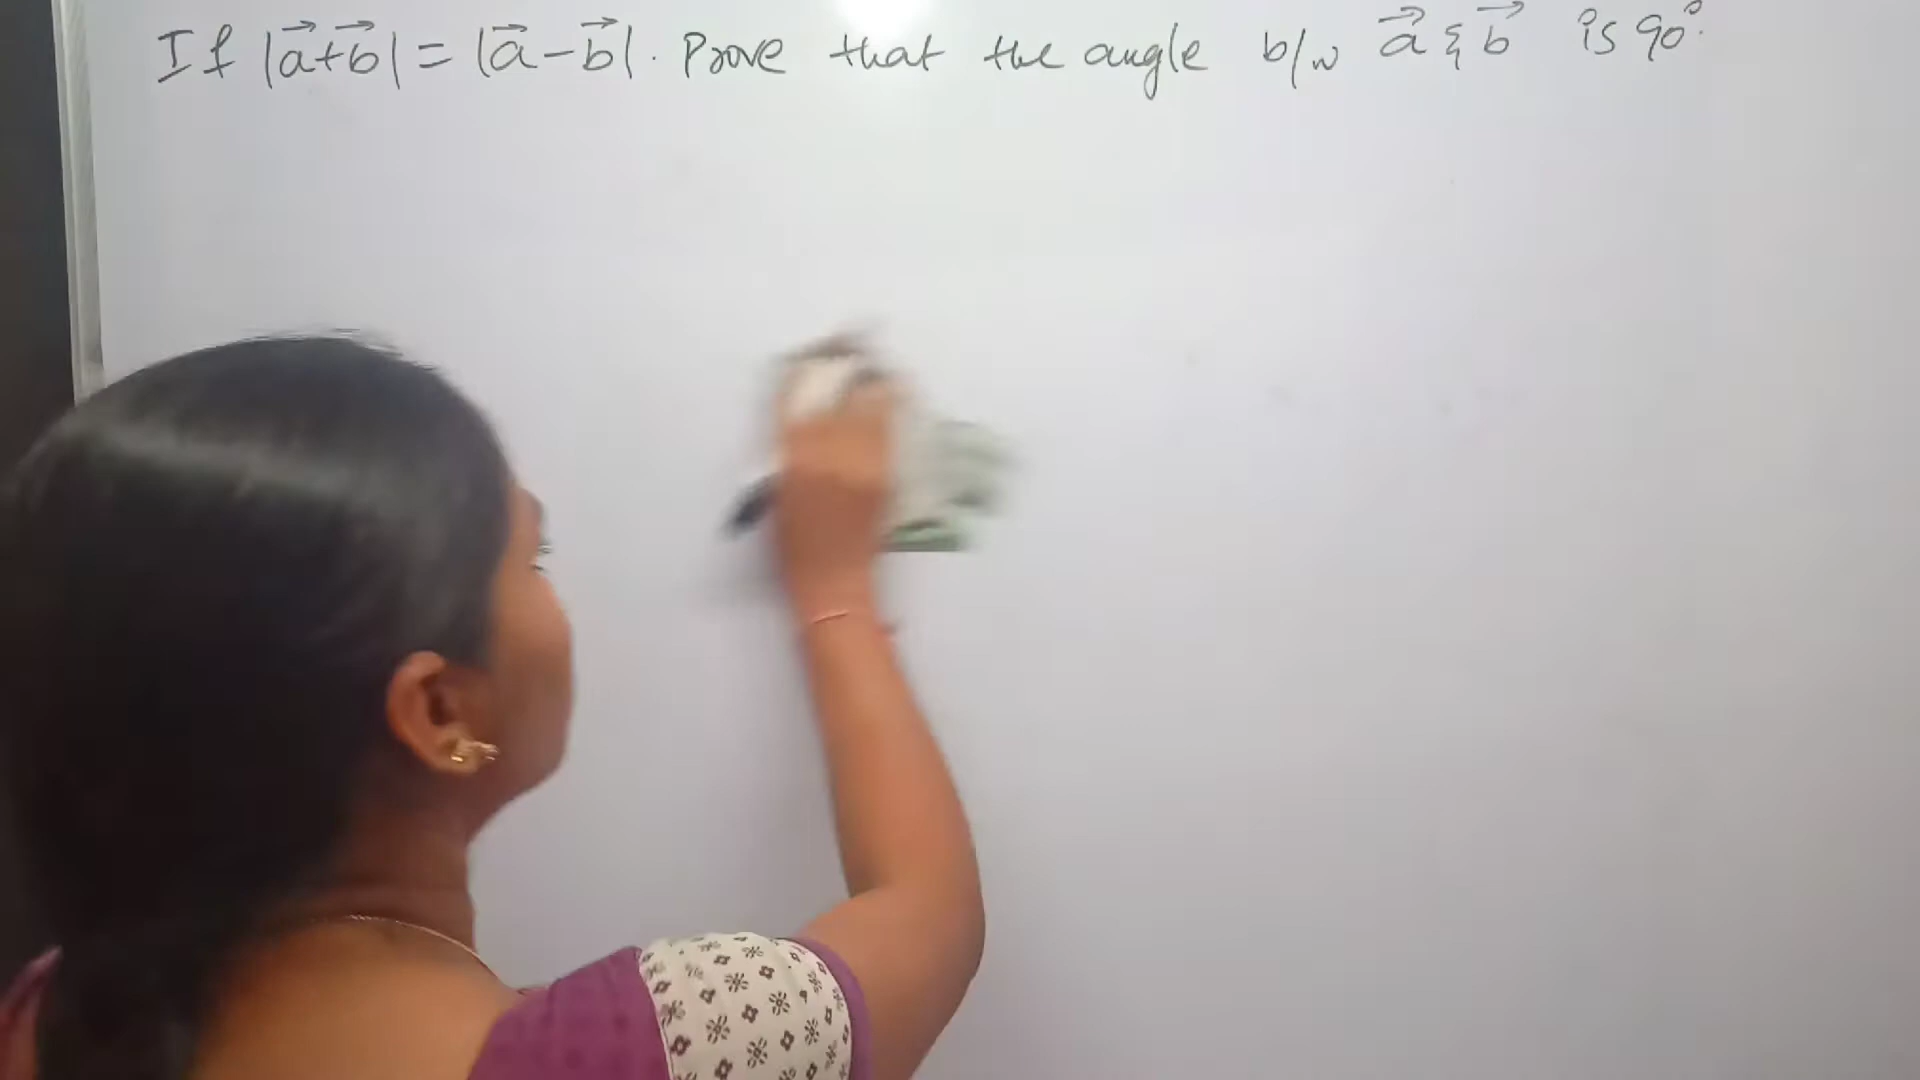 If |a⃗+b⃗| = |a⃗-b⃗|. Prove that the angle b/w a⃗ & b⃗ is 90°.